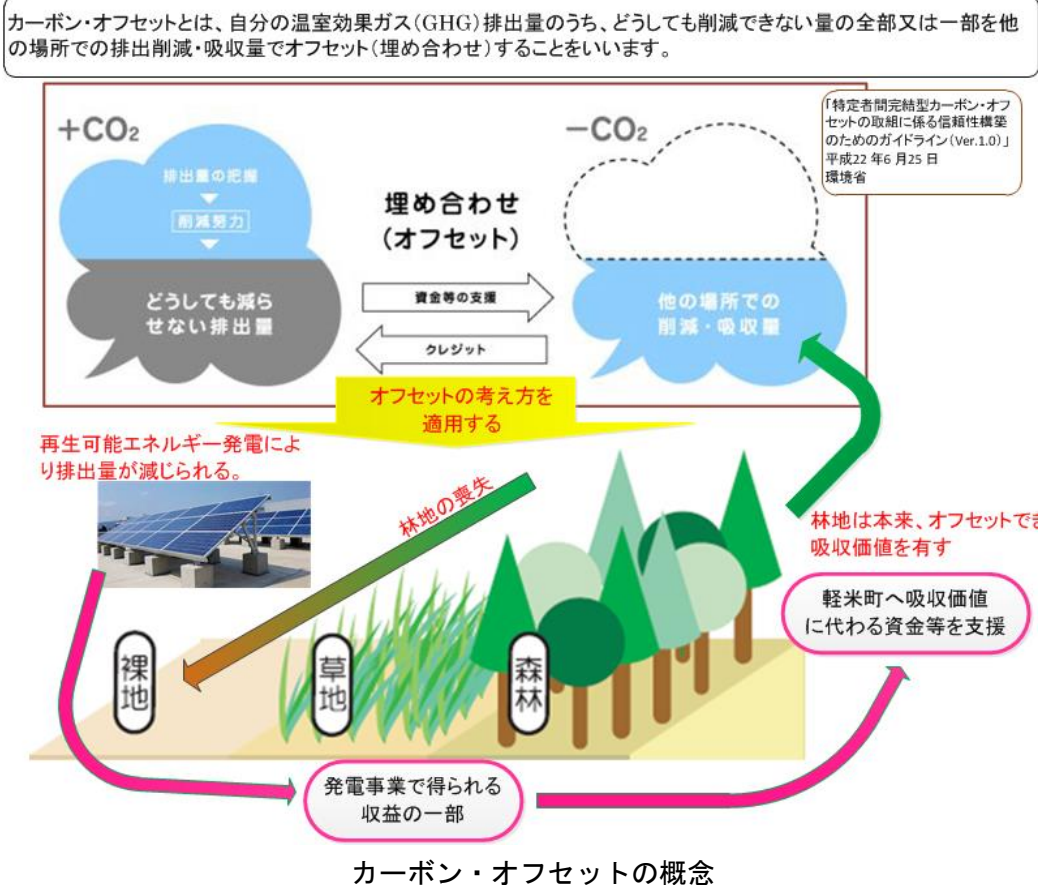 カーボン・オフセットとは、自分の温室効果ガス(GHG)排出量のうち、どうしても削減できない量の全部又は一部を他
の場所での排出削減・吸収量でオフセット(埋め合わせ)することをいいます。
「特定者間完結型カーボン・オフ
セットの取組に係る信頼性構築
のためのガイドライン(Ver.1.0)」
平成22 年6 月25 日
環境省
+CO2
排出量の把握
削減努力
どうしても減ら
せない排出量
埋め合わせ
(オフセット)
資金等の支援
クレジット
-CO2
他の場所での
削減・吸収量
オフセットの考え方を
適用する
再生可能エネルギー発電によ
り排出量が減じられる。
林地の喪失
林地は本来、オフセットでき
吸収価値を有す
軽米町へ吸収価値
に代わる資金等を支援
裸地
草地
森林
発電事業で得られる
収益の一部
カーボン・オフセットの概念